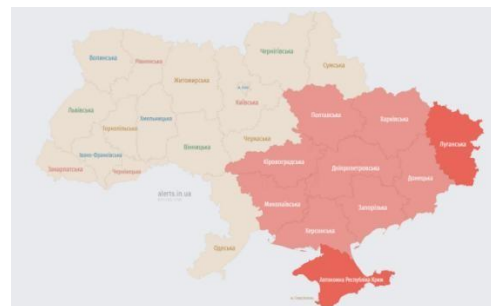 Чернігівська
Волинська
Рівненська
Сумська
Житомирська
м. Київ
Київська
Львівська
Тернопільська
Хмельницька
Полтавська
Харківська
Луганська
Черкаська
Вінницька
Івано-Франківська
Закарпатська
Чернівецька
Кіровоградська
Дніпропетровська
Донецька
alerts.in.ua
Миколаївська
Запорізька
Одеська
Херсонська
Автономна Республіка Крим